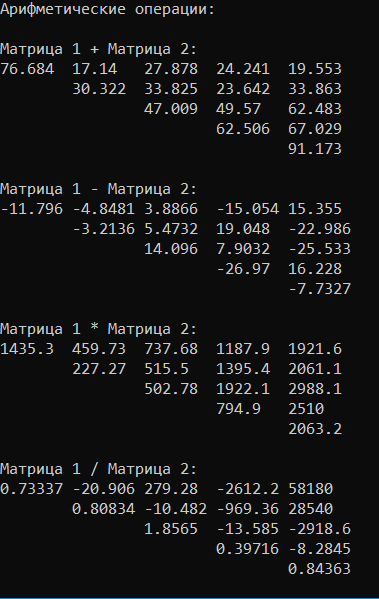 Арифметические операции:
Матрица 1 + Матрица 2:
76.684 17.14 27.878 24.241 19.553
30.322 33.825 23.642 33.863
47.009 49.57 62.483
62.506 67.029
91.173
Матрица 1 - Матрица 2:
-11.796 -4.8481 3.8866 -15.054 15.355
-3.2136 5.4732 19.048 -22.986
14.096 7.9032 -25.533
-26.97 16.228
-7.7327
Матрица 1 * Матрица 2:
1435.3 459.73 737.68 1187.9 1921.6
227.27 515.5 1395.4 2061.1
502.78 1922.1 2988.1
794.9 2510
2063.2
Матрица 1 / Матрица 2:
0.73337 -20.906 279.28 -2612.2 58180
0.80834 -10.482 -969.36 28540
1.8565 -13.585 -2918.6
0.39716 -8.2845
0.84363